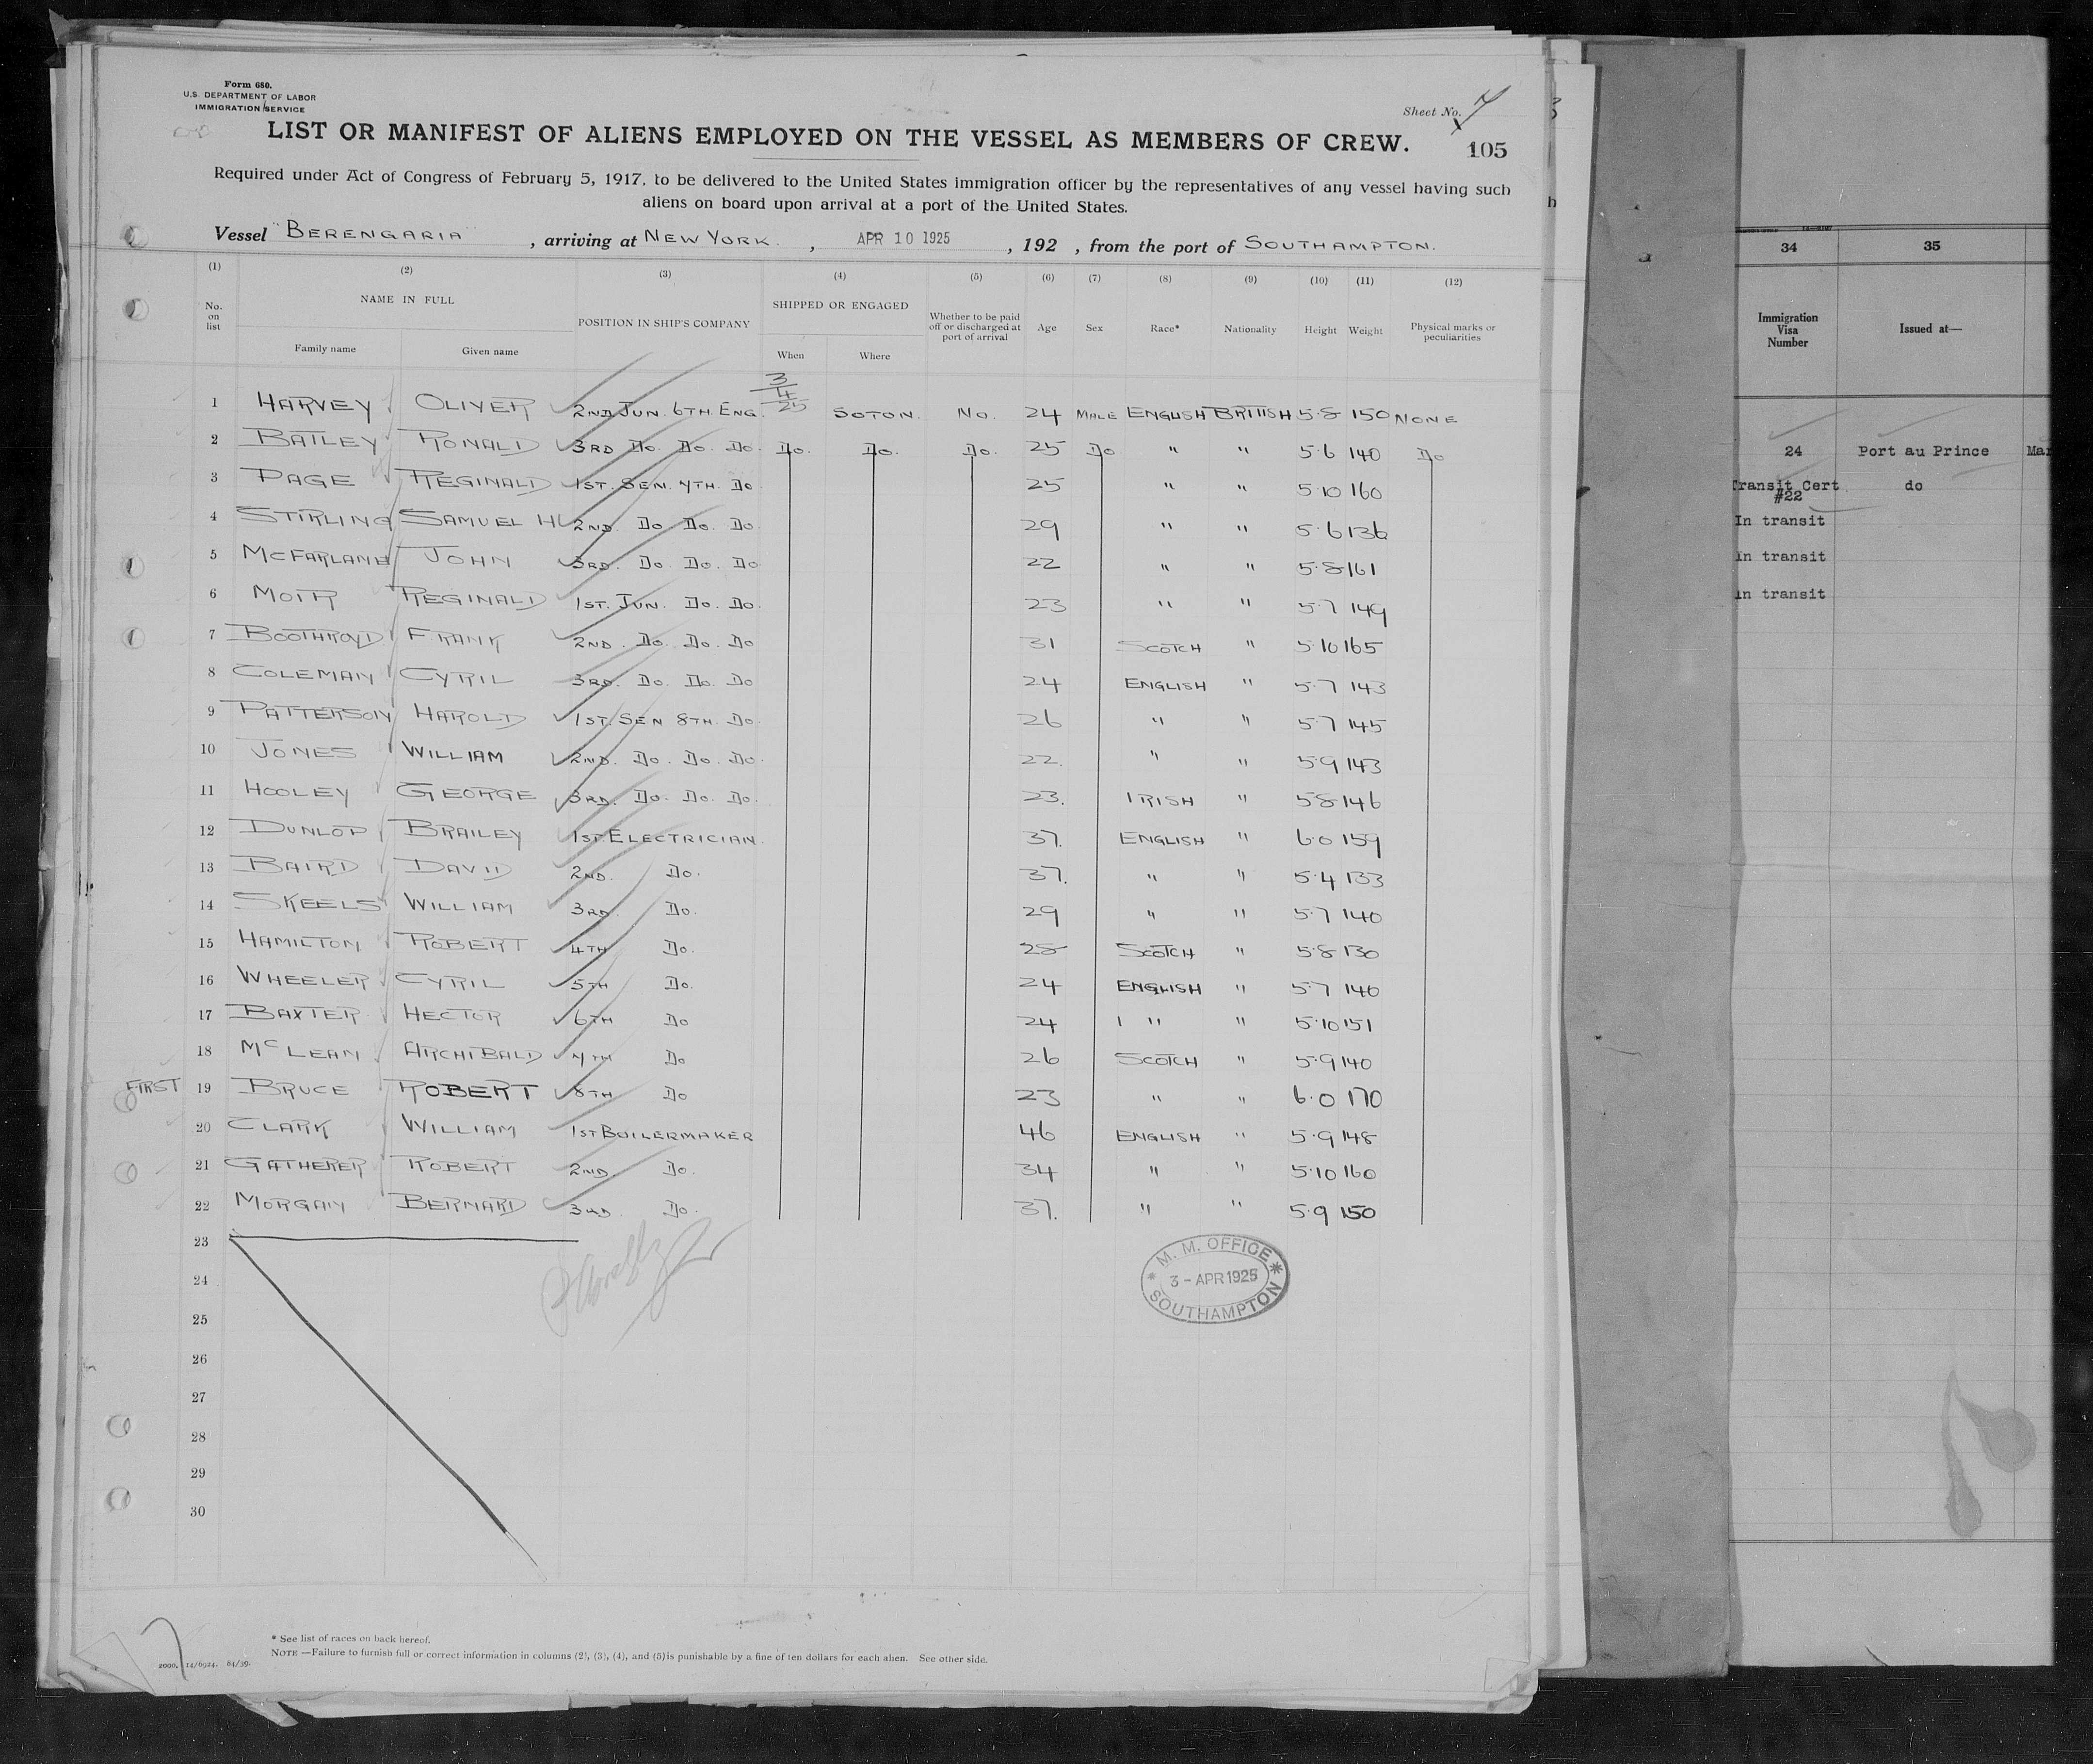 Form 680.
U.S. DEPARTMENT OF LABOR
IMMIGRATION SERVICE
Sheet No. 7
LIST OR MANIFEST OF ALIENS EMPLOYED ON THE VESSEL AS MEMBERS OF CREW.
105
Required under Act of Congress of February 5, 1917, to be delivered to the United States immigration officer by the representatives of any vessel having such
aliens on board upon arrival at a port of the United States.
Vessel "BERENGARIA" , arriving at NEW YORK. , APR 10 1925 , 192 , from the port of SOUTHAMPTON.
(1) (2) (3) (4) (5) (6) (7) (8) (9) (10) (11) (12)
No. on list NAME IN FULL POSITION IN SHIP'S COMPANY SHIPPED OR ENGAGED Whether to be paid off or discharged at port of arrival Age Sex Race* Nationality Height Weight Physical marks or peculiarities
Family name Given name When Where
1 HARVEY OLIVER 2ND JUN. 6TH. ENG. 3/4/25 SOTON. NO. 24 MALE ENGLISH BRITISH 5·8 150 NONE
2 BATLEY RONALD 3RD DO. DO. DO. DO. DO. DO. 25 DO " " 5·6 140 DO
3 PAGE REGINALD 1ST. SEN. 7TH. DO 25 " " 5·10 160
4 STIRLING SAMUEL H 2ND. DO DO. DO. 29 " " 5·6 136
5 MCFARLANE JOHN 3RD. DO. DO. DO 22 " " 5·8 161
6 MOIR REGINALD 1ST. JUN. DO. DO. 23 " " 5·7 149
7 BOOTHROYD FRANK 2ND. DO. DO. DO 31 SCOTCH " 5·10 165
8 COLEMAN CYRIL 3RD. DO. DO. DO 24 ENGLISH " 5·7 143
9 PATTERSON HAROLD 1ST. SEN 8TH. DO. 26 " " 5·7 145
10 JONES WILLIAM 2ND. DO. DO. DO. 22. " " 5·9 143
11 HOOLEY GEORGE 3RD. DO. DO. DO. 23. IRISH " 5·8 146
12 DUNLOP BRAILEY 1ST. ELECTRICIAN. 37. ENGLISH " 6·0 159
13 BAIRD DAVID 2ND. DO. 37. " " 5·4 133
14 SKEELS WILLIAM 3RD DO. 29 " " 5·7 140
15 HAMILTON ROBERT 4TH DO. 28 SCOTCH " 5·8 130
16 WHEELER CYRIL 5TH DO. 24 ENGLISH " 5·7 140
17 BAXTER HECTOR 6TH DO 24 " " 5·10 151
18 MCLEAN ARCHIBALD 7TH DO 26 SCOTCH " 5·9 140
FIRST 19 BRUCE ROBERT 8TH DO 23 " " 6·0 170
20 CLARK WILLIAM 1ST BOILERMAKER 46 ENGLISH " 5·9 148
21 GATHERER ROBERT 2ND. DO. 34 " " 5·10 160
22 MORGAN BERNARD 3RD. DO. 37. " " 5·9 150
23
24
25
26
27
28
29
30
M. M. OFFICE
3 - APR 1925
SOUTHAMPTON
* See list of races on back hereof.
NOTE —Failure to furnish full or correct information in columns (2), (3), (4), and (5) is punishable by a fine of ten dollars for each alien. See other side.
2000. 14/6924. 84/39.
34 35
Immigration Visa Number Issued at—
24 Port au Prince Mar
Transit Cert #22 do
In transit
In transit
In transit